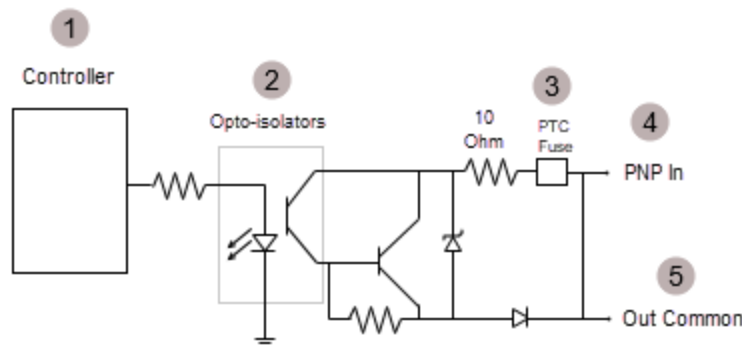 1
Controller
2
Opto-isolators
10
Ohm
3
PTC
Fuse
4
PNP In
5
Out Common